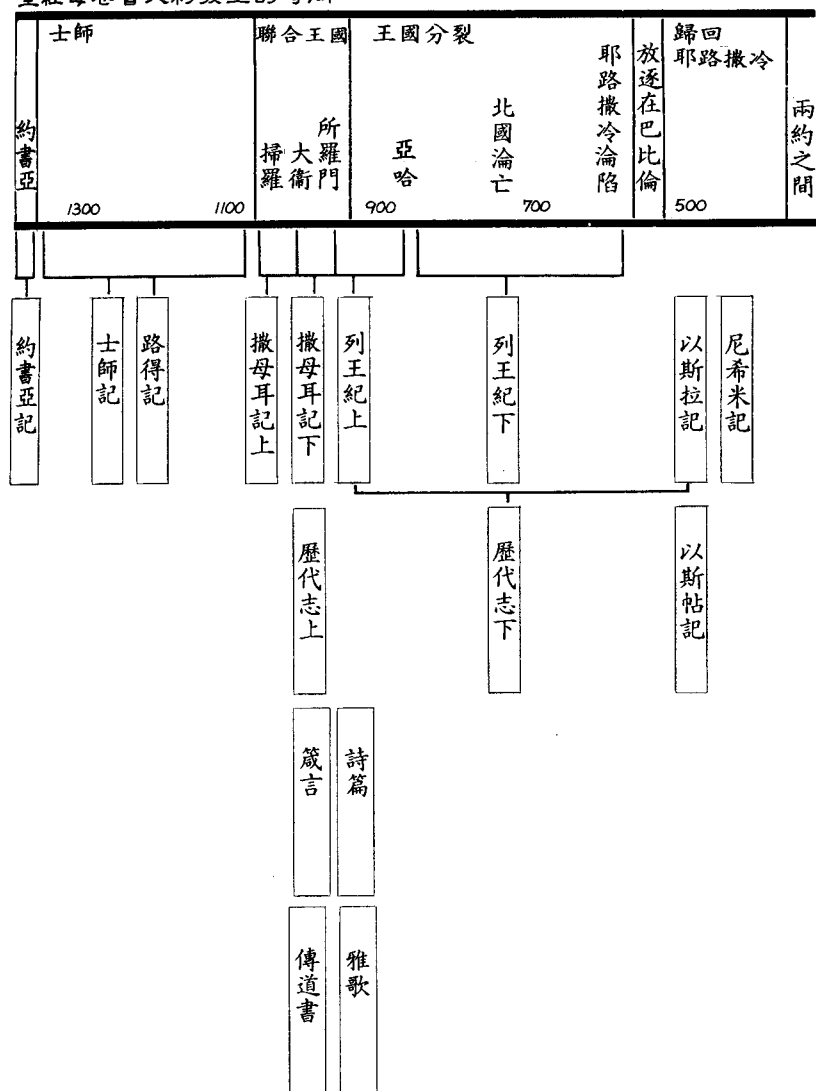 士師
聯合王國
王國分裂
歸回
耶路撒冷
約書亞
掃羅
大衞
所羅門
亞哈
北國淪亡
耶路撒冷淪陷
放逐在巴比倫
兩約之間
1300
1100
900
700
500
約書亞記
士師記
路得記
撒母耳記上
撒母耳記下
列王紀上
列王紀下
以斯拉記
尼希米記
歷代志上
歷代志下
以斯帖記
箴言
詩篇
傳道書
雅歌